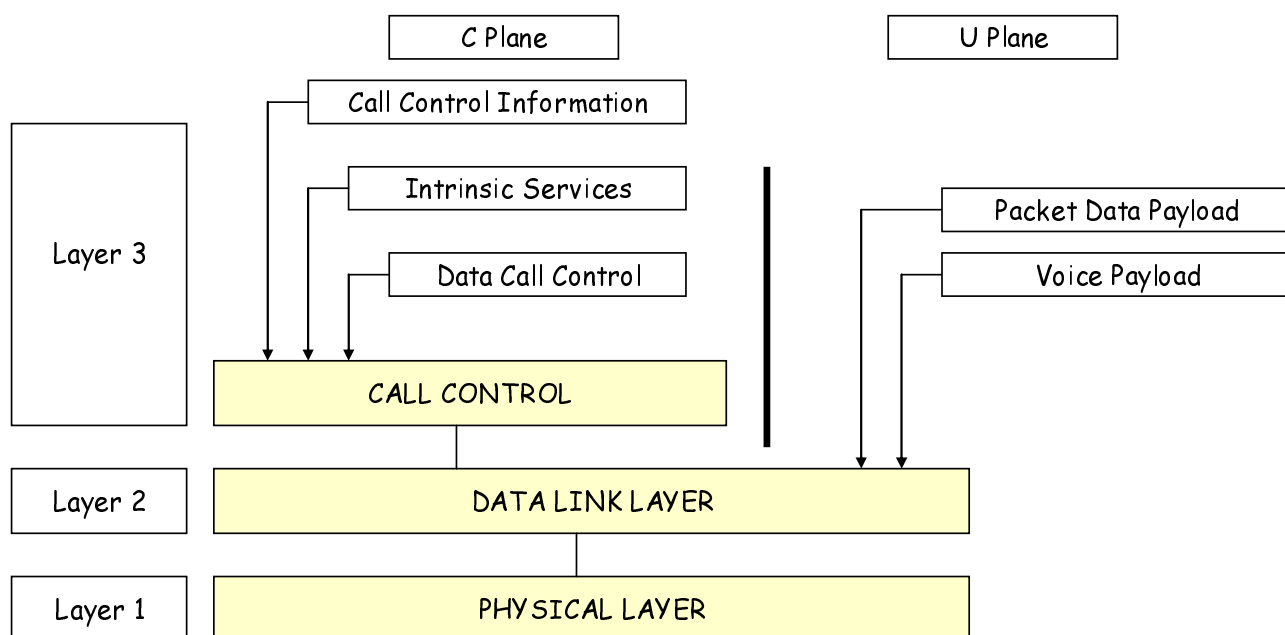 C Plane
U Plane
Call Control Information
Intrinsic Services
Packet Data Payload
Layer 3
Data Call Control
Voice Payload
CALL CONTROL
Layer 2
DATA LINK LAYER
Layer 1
PHYSICAL LAYER